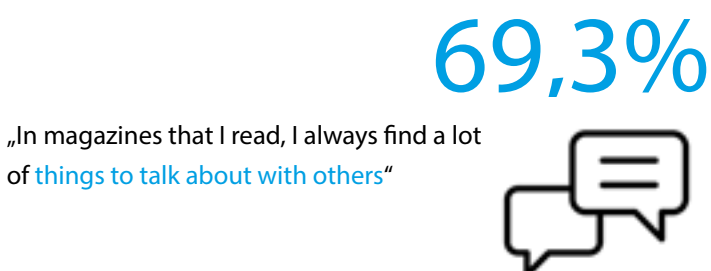 69,3%
„In magazines that I read, I always find a lot
of things to talk about with others“